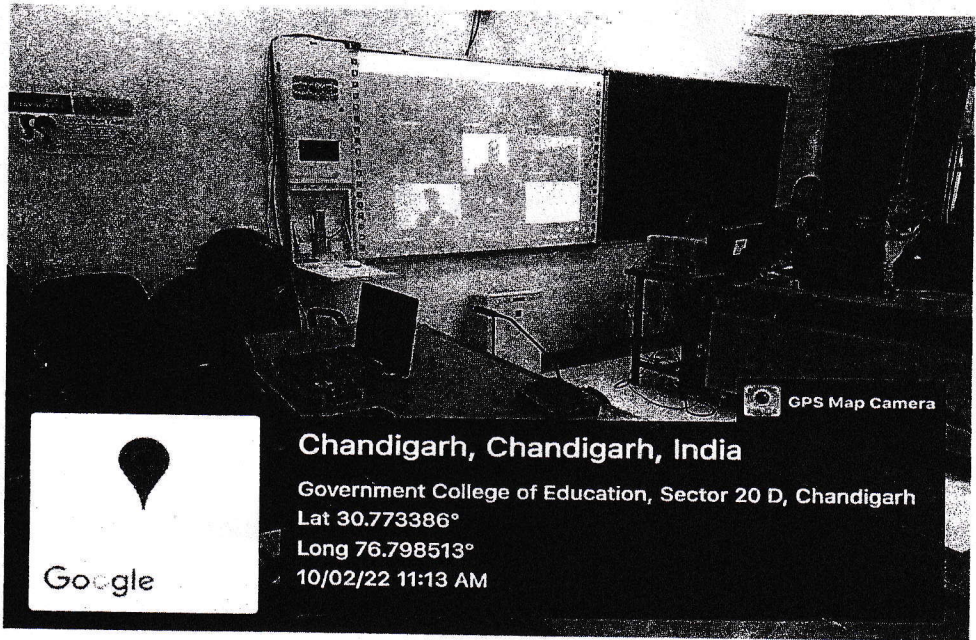 GPS Map Camera
Chandigarh, Chandigarh, India
Government College of Education, Sector 20 D, Chandigarh
Lat 30.773386°
Long 76.798513°
10/02/22 11:13 AM
Google